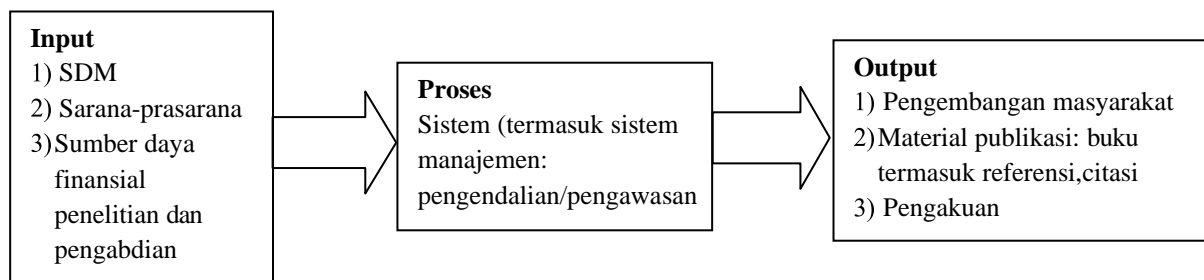 Input
1) SDM
2) Sarana-prasarana
3)Sumber daya
finansial
penelitian dan
pengabdian
Proses
Sistem (termasuk sistem
manajemen:
pengendalian/pengawasan
Output
1) Pengembangan masyarakat
2)Material publikasi: buku
termasuk referensi,citasi
3) Pengakuan